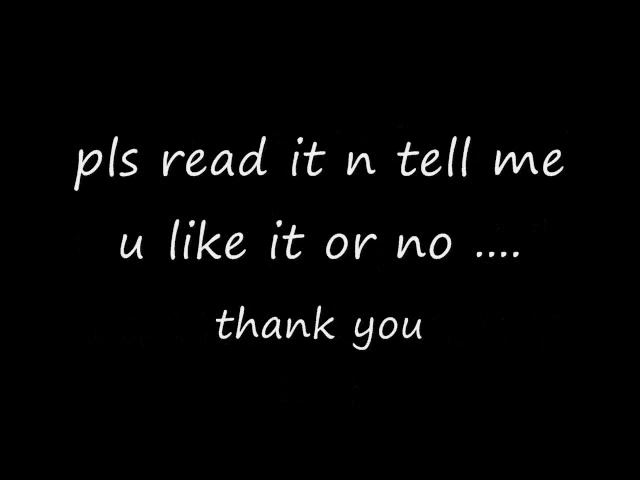 pls read it n tell me
u like it or no ....
thank you